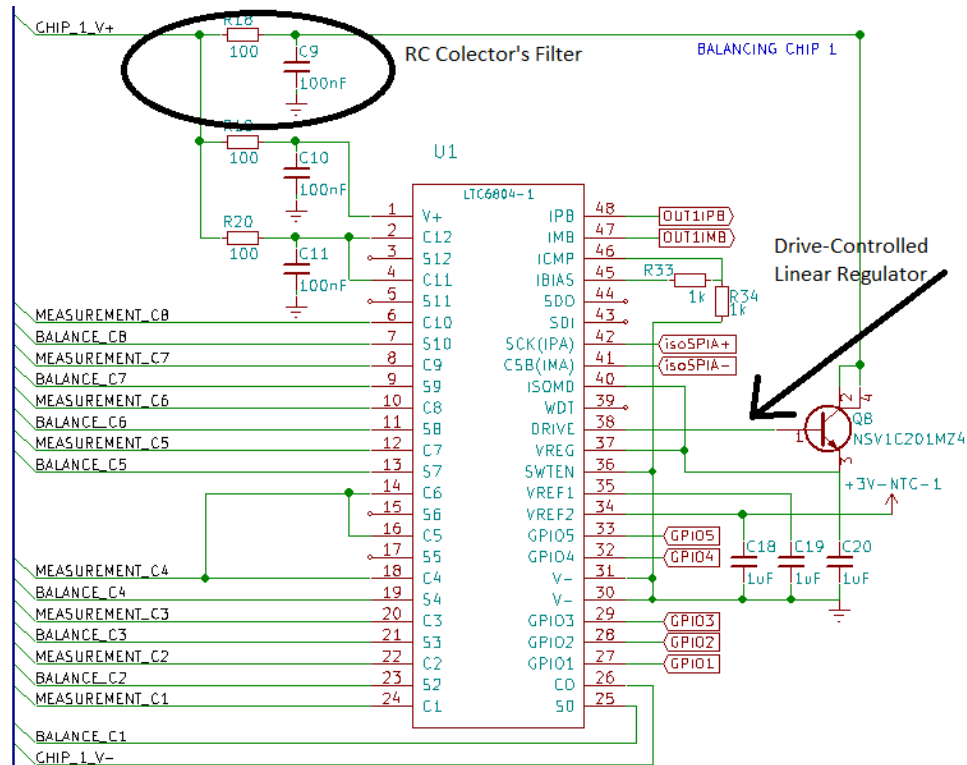 CHIP_1_V+
R18
100
C9
100nF
RC Colector's Filter
BALANCING CHIP 1
R19
100
C10
100nF
R20
100
C11
100nF
U1
LTC6804-1
1 V+
2 C12
3 S12
4 C11
5 S11
6 C10
7 S10
8 C9
9 S9
10 C8
11 S8
12 C7
13 S7
14 C6
15 S6
16 C5
17 S5
18 C4
19 S4
20 C3
21 S3
22 C2
23 S2
24 C1
IPB 48
IMB 47
ICMP 46
IBIAS 45
SDO 44
SDI 43
SCK(IPA) 42
CSB(IMA) 41
ISOMD 40
WDT 39
DRIVE 38
VREG 37
SWTEN 36
VREF1 35
VREF2 34
GPIO5 33
GPIO4 32
V- 31
V- 30
GPIO3 29
GPIO2 28
GPIO1 27
C0 26
S0 25
MEASUREMENT_C8
BALANCE_C8
MEASUREMENT_C7
BALANCE_C7
MEASUREMENT_C6
BALANCE_C6
MEASUREMENT_C5
BALANCE_C5
MEASUREMENT_C4
BALANCE_C4
MEASUREMENT_C3
BALANCE_C3
MEASUREMENT_C2
BALANCE_C2
MEASUREMENT_C1
BALANCE_C1
CHIP_1_V-
OUT1IPB
OUT1IMB
R33
1k
R34
1k
isoSPIA+
isoSPIA-
Drive-Controlled
Linear Regulator
2
4
1
3
Q8
NSV1C201MZ4
+3V-NTC-1
GPIO5
GPIO4
C18
1uF
C19
1uF
C20
1uF
GPIO3
GPIO2
GPIO1